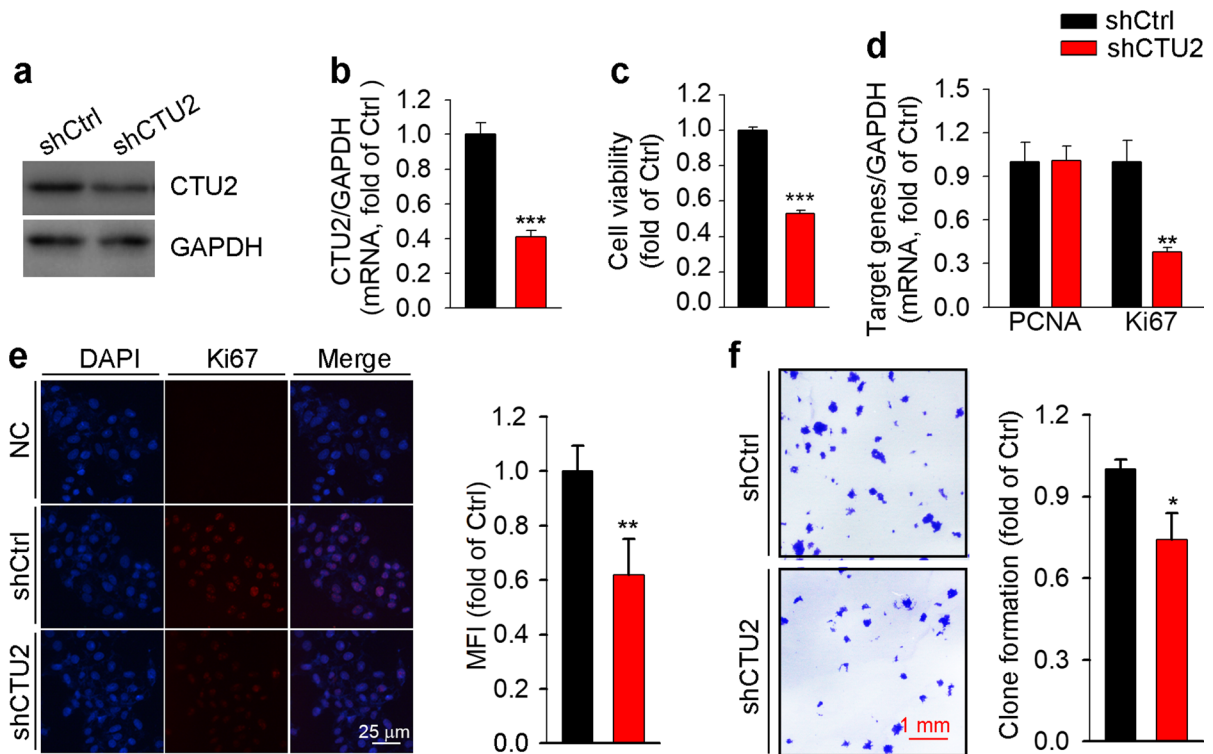 shCtrl
shCTU2
a
shCtrl
shCTU2
CTU2
GAPDH
b
CTU2/GAPDH
(mRNA, fold of Ctrl )
1.2
1.0
0.8
0.6
0.4
0.2
0.0
***
c
Cell viability
(fold of Ctrl)
1.2
1.0
0.8
0.6
0.4
0.2
0.0
***
d
Target genes/GAPDH
(mRNA, fold of Ctrl)
1.5
1.2
0.9
0.6
0.3
0.0
**
PCNA
Ki67
e
DAPI
Ki67
Merge
NC
shCtrl
shCTU2
25 μm
MFI (fold of Ctrl)
1.2
1.0
0.8
0.6
0.4
0.2
0.0
**
f
shCtrl
shCTU2
1 mm
Clone formation (fold of Ctrl)
1.2
0.9
0.6
0.3
0.0
*